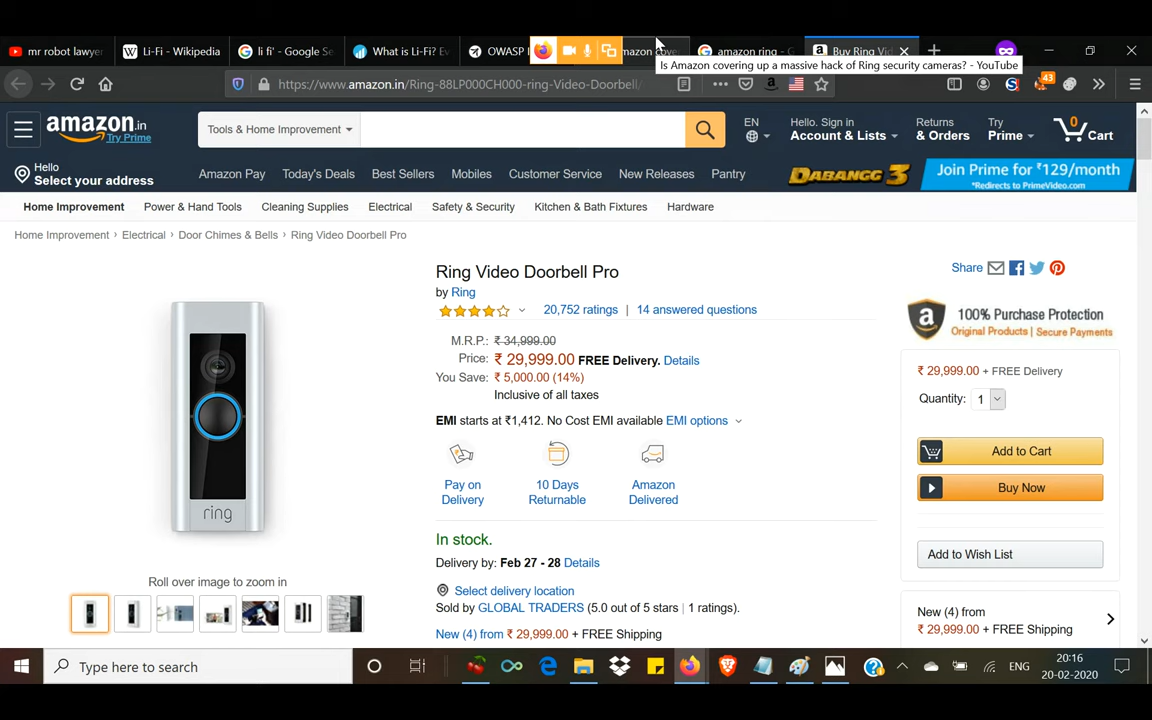 mr robot lawyer
Li-Fi - Wikipedia
li fi' - Google Se
What is Li-Fi? Ev
OWASP
amazon ring - G
Buy Ring Vid
Is Amazon covering up a massive hack of Ring security cameras? - YouTube
https://www.amazon.in/Ring-88LP000CH000-ring-Video-Doorbell/
43
amazon.in
Try Prime
Tools & Home Improvement
EN
Hello. Sign in
Account & Lists
Returns
& Orders
Try
Prime
0
Cart
Hello
Select your address
Amazon Pay
Today's Deals
Best Sellers
Mobiles
Customer Service
New Releases
Pantry
DABANGG 3
Join Prime for ₹129/month
*Redirects to PrimeVideo.com
Home Improvement
Power & Hand Tools
Cleaning Supplies
Electrical
Safety & Security
Kitchen & Bath Fixtures
Hardware
Home Improvement › Electrical › Door Chimes & Bells › Ring Video Doorbell Pro
Ring Video Doorbell Pro
by Ring
20,752 ratings | 14 answered questions
M.R.P.: ₹ 34,999.00
Price: ₹ 29,999.00 FREE Delivery. Details
You Save: ₹ 5,000.00 (14%)
Inclusive of all taxes
EMI starts at ₹1,412. No Cost EMI available EMI options
Pay on
Delivery
10 Days
Returnable
Amazon
Delivered
In stock.
Delivery by: Feb 27 - 28 Details
Select delivery location
Sold by GLOBAL TRADERS (5.0 out of 5 stars | 1 ratings).
New (4) from ₹ 29,999.00 + FREE Shipping
ring
Roll over image to zoom in
Share
a
100% Purchase Protection
Original Products | Secure Payments
₹ 29,999.00 + FREE Delivery
Quantity: 1
Add to Cart
Buy Now
Add to Wish List
New (4) from
₹ 29,999.00 + FREE Shipping
Type here to search
ENG
20:16
20-02-2020